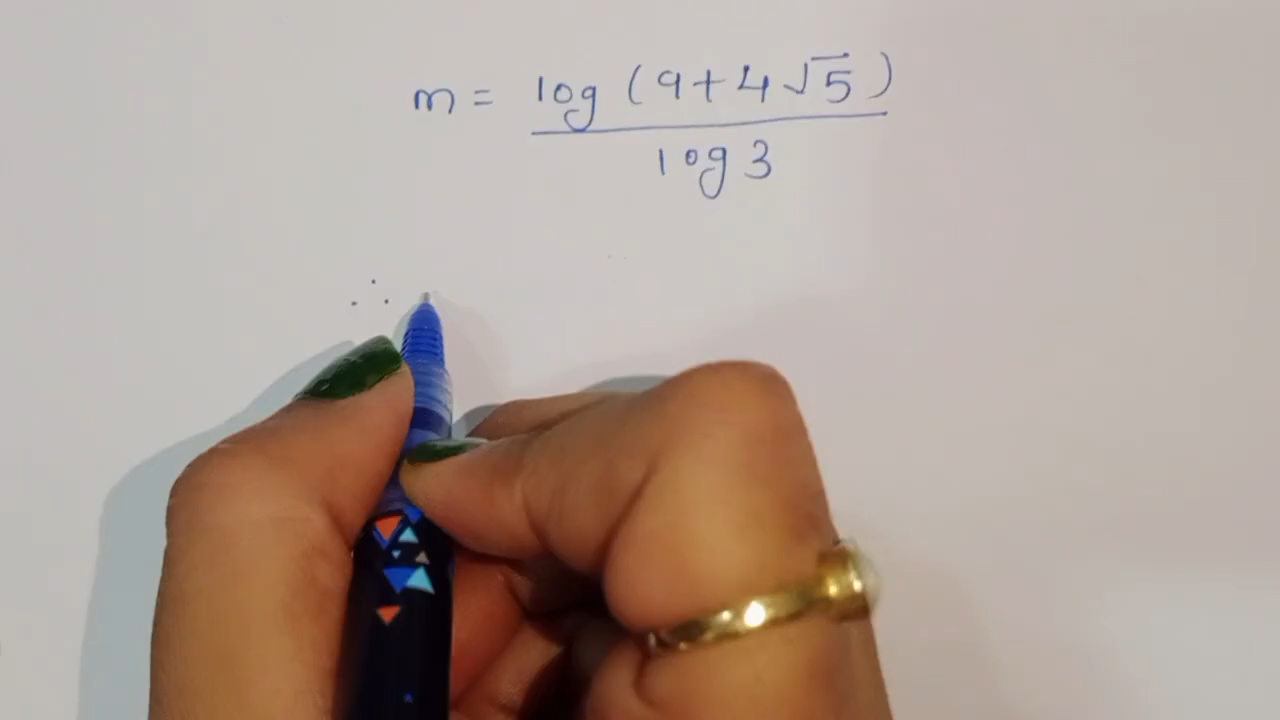 m = log (9+4√5)
log 3
∴